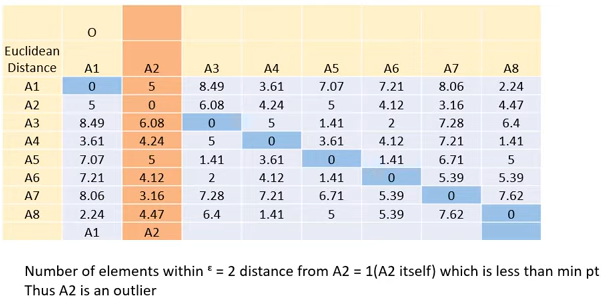 O
Euclidean
Distance A1 A2 A3 A4 A5 A6 A7 A8
A1 0 5 8.49 3.61 7.07 7.21 8.06 2.24
A2 5 0 6.08 4.24 5 4.12 3.16 4.47
A3 8.49 6.08 0 5 1.41 2 7.28 6.4
A4 3.61 4.24 5 0 3.61 4.12 7.21 1.41
A5 7.07 5 1.41 3.61 0 1.41 6.71 5
A6 7.21 4.12 2 4.12 1.41 0 5.39 5.39
A7 8.06 3.16 7.28 7.21 6.71 5.39 0 7.62
A8 2.24 4.47 6.4 1.41 5 5.39 7.62 0
A1 A2
Number of elements within ε = 2 distance from A2 = 1(A2 itself) which is less than min pt
Thus A2 is an outlier